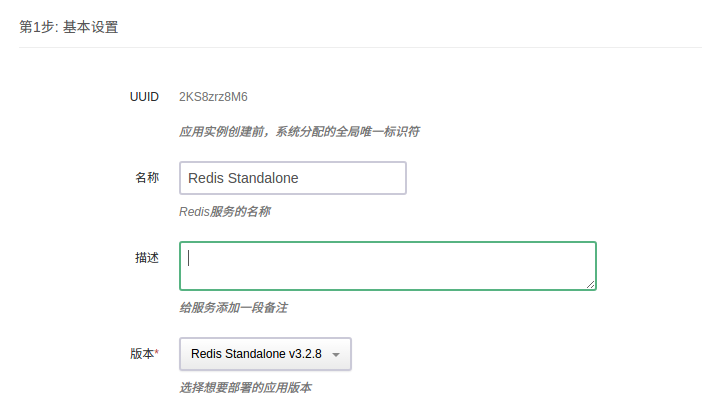 第1步: 基本设置
UUID 2KS8zrz8M6
应用实例创建前，系统分配的全局唯一标识符
名称 Redis Standalone
Redis服务的名称
描述
给服务添加一段备注
版本* Redis Standalone v3.2.8
选择想要部署的应用版本